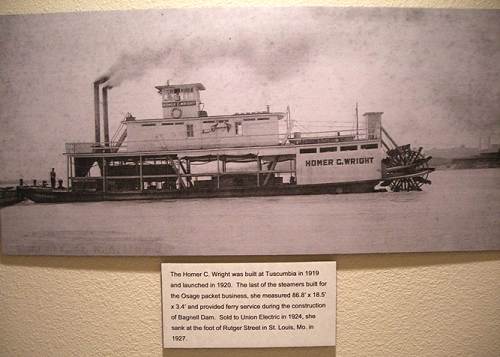 HOMER C. WRIGHT
HOMER C. WRIGHT
The Homer C. Wright was built at Tuscumbia in 1919
and launched in 1920. The last of the steamers built for
the Osage packet business, she measured 86.8' x 18.5'
x 3.4' and provided ferry service during the construction
of Bagnell Dam. Sold to Union Electric in 1924, she
sank at the foot of Rutger Street in St. Louis, Mo. in
1927.